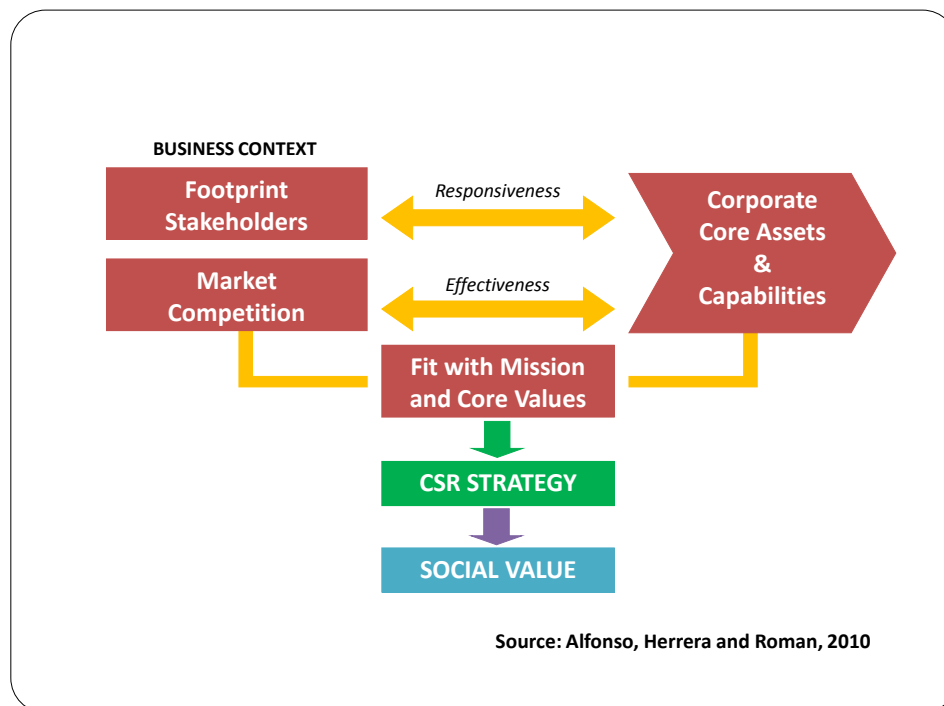 BUSINESS CONTEXT
Footprint
Stakeholders
Responsiveness
Corporate
Core Assets
&
Capabilities
Market
Competition
Effectiveness
Fit with Mission
and Core Values
CSR STRATEGY
SOCIAL VALUE
Source: Alfonso, Herrera and Roman, 2010